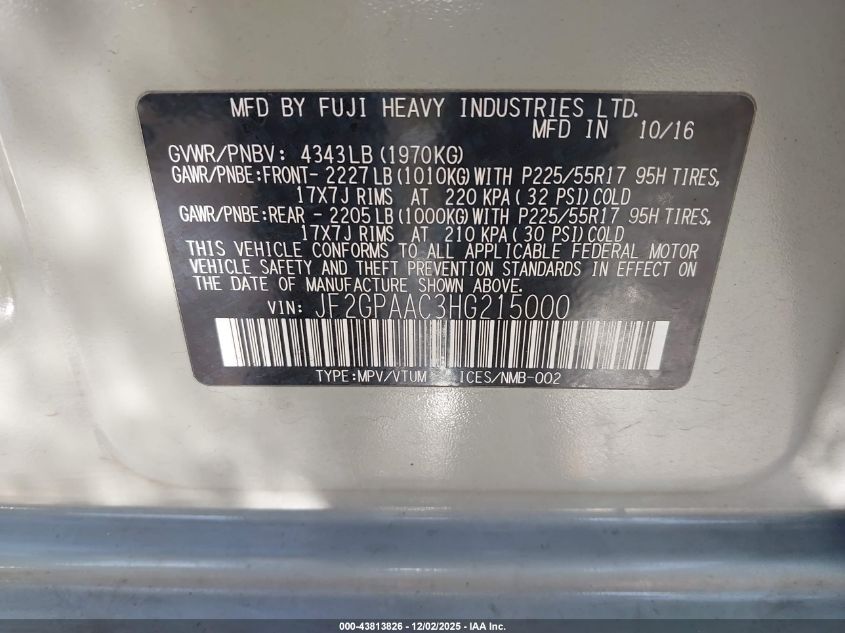 MFD BY FUJI HEAVY INDUSTRIES LTD.
MFD IN 10/16
GVWR/PNBV: 4343LB (1970KG)
GAWR/PNBE:FRONT- 2227LB (1010KG) WITH P225/55R17 95H TIRES,
17X7J RIMS AT 220 KPA ( 32 PSI) COLD
GAWR/PNBE:REAR - 2205LB (1000KG) WITH P225/55R17 95H TIRES,
17X7J RIMS AT 210 KPA ( 30 PSI) COLD
THIS VEHICLE CONFORMS TO ALL APPLICABLE FEDERAL MOTOR
VEHICLE SAFETY AND THEFT PREVENTION STANDARDS IN EFFECT ON
THE DATE OF MANUFACTURE SHOWN ABOVE.
VIN: JF2GPAAC3HG215000
TYPE:MPV/VTUM ICES/NMB-002
000-43813826 - 12/02/2025 - IAA Inc.